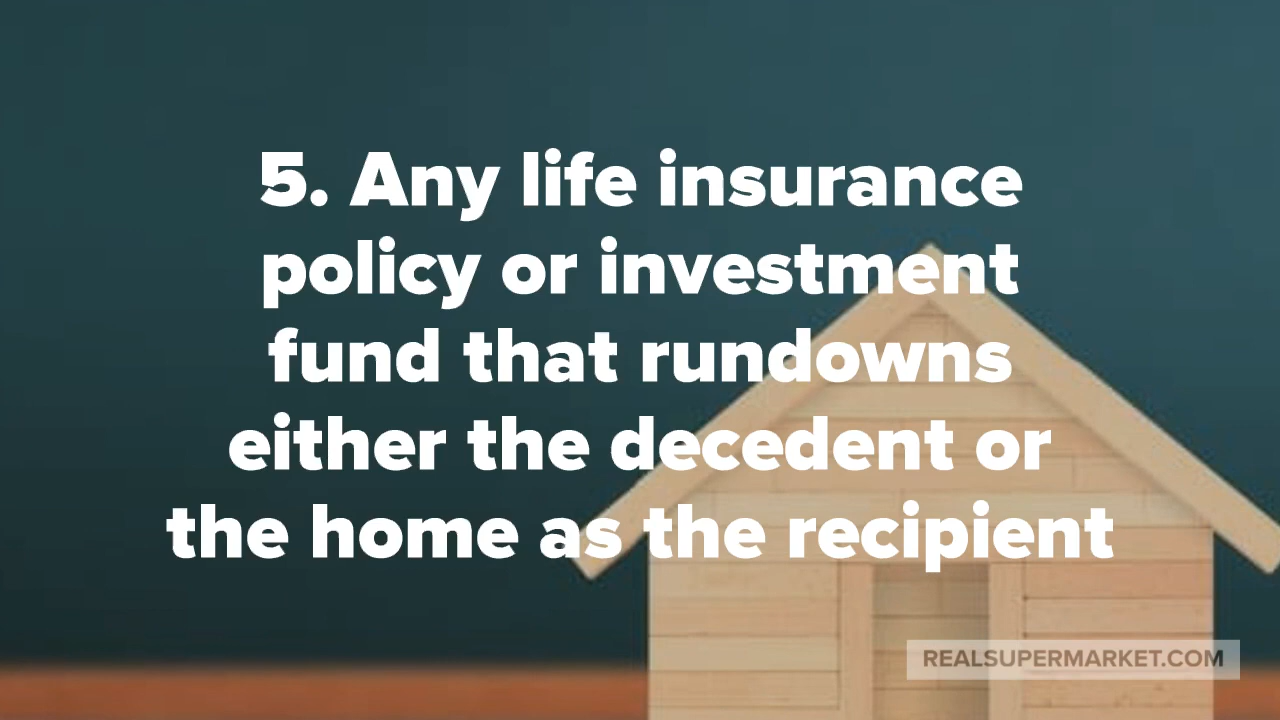 5. Any life insurance
policy or investment
fund that rundowns
either the decedent or
the home as the recipient
REALSUPERMARKET.COM